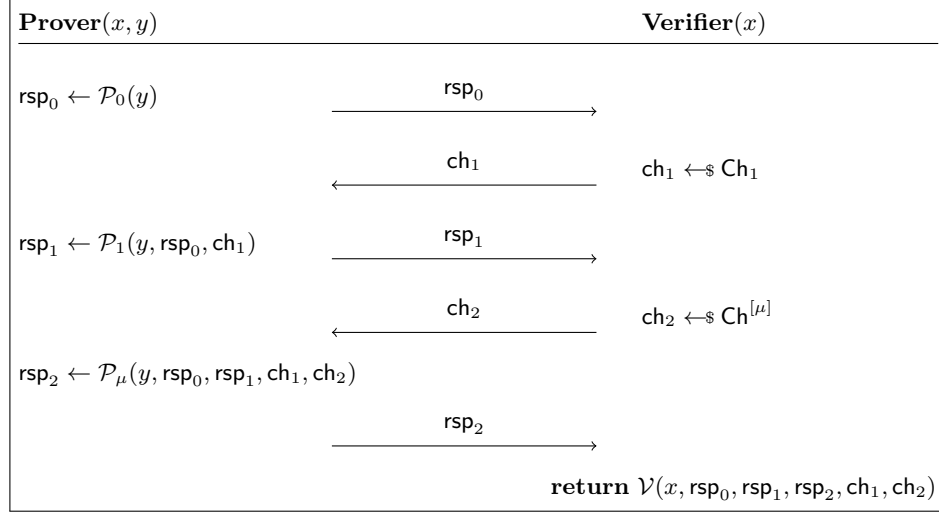 Prover(x, y) Verifier(x)
rsp₀ ← 𝒫₀(y) rsp₀
ch₁ ch₁ ←$ Ch₁
rsp₁ ← 𝒫₁(y, rsp₀, ch₁) rsp₁
ch₂ ch₂ ←$ Ch^[μ]
rsp₂ ← 𝒫_μ(y, rsp₀, rsp₁, ch₁, ch₂)
rsp₂
return 𝒱(x, rsp₀, rsp₁, rsp₂, ch₁, ch₂)